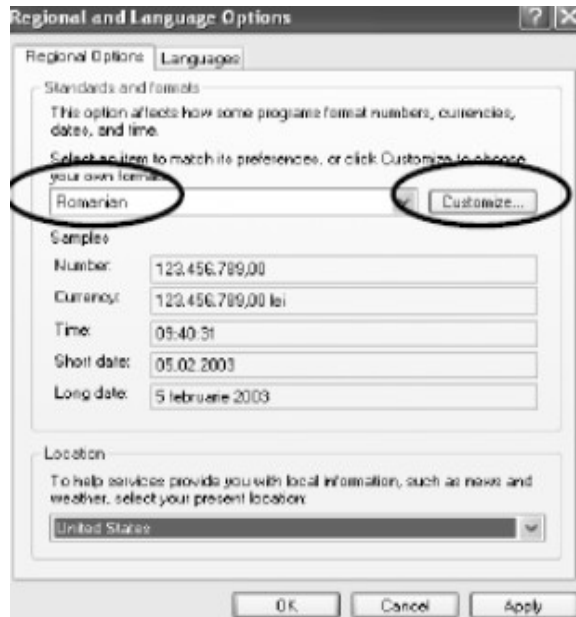 Regional and Language Options
Regional Options
Languages
Standards and formats
This option affects how some programs format numbers, currencies,
dates, and time.
Select an item to match its preferences, or click Customize to choose
your own formats
Romanian
Customize...
Samples
Number:
123.456.789,00
Currency:
123.456.789,00 lei
Time:
09:40:31
Short date:
05.02.2003
Long date:
5 februarie 2003
Location
To help services provide you with local information, such as news and
weather, select your present location:
United States
OK
Cancel
Apply